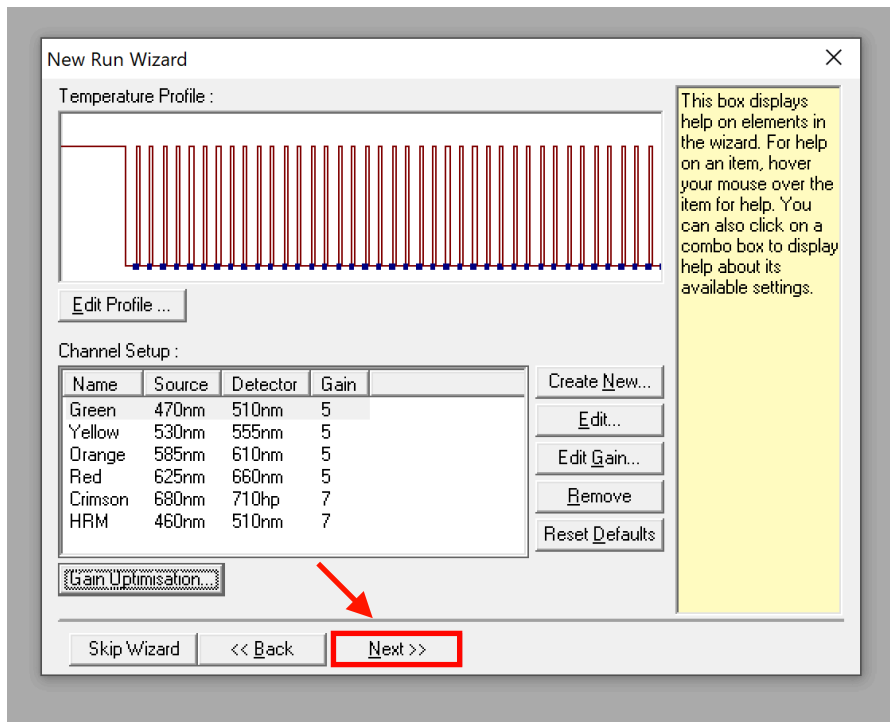 New Run Wizard
Temperature Profile :
Edit Profile ...
Channel Setup :
Name Source Detector Gain
Green 470nm 510nm 5
Yellow 530nm 555nm 5
Orange 585nm 610nm 5
Red 625nm 660nm 5
Crimson 680nm 710hp 7
HRM 460nm 510nm 7
Create New...
Edit...
Edit Gain...
Remove
Reset Defaults
Gain Optimisation...
Skip Wizard
<< Back
Next >>
This box displays
help on elements in
the wizard. For help
on an item, hover
your mouse over the
item for help. You
can also click on a
combo box to display
help about its
available settings.